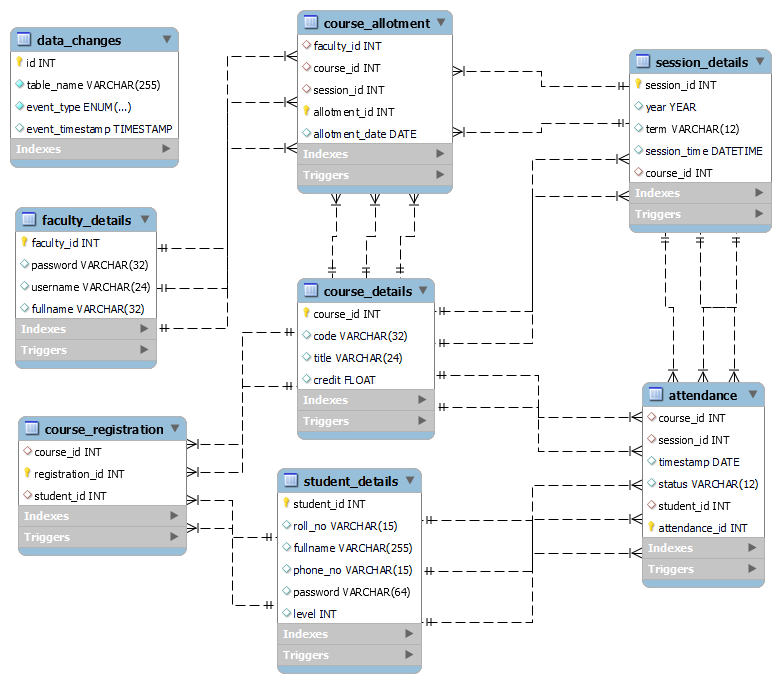 data_changes
id INT
table_name VARCHAR(255)
event_type ENUM(...)
event_timestamp TIMESTAMP
Indexes
course_allotment
faculty_id INT
course_id INT
session_id INT
allotment_id INT
allotment_date DATE
Indexes
Triggers
session_details
session_id INT
year YEAR
term VARCHAR(12)
session_time DATETIME
course_id INT
Indexes
Triggers
faculty_details
faculty_id INT
password VARCHAR(32)
username VARCHAR(24)
fullname VARCHAR(32)
Indexes
Triggers
course_details
course_id INT
code VARCHAR(32)
title VARCHAR(24)
credit FLOAT
Indexes
Triggers
attendance
course_id INT
session_id INT
timestamp DATE
status VARCHAR(12)
student_id INT
attendance_id INT
Indexes
Triggers
course_registration
course_id INT
registration_id INT
student_id INT
Indexes
Triggers
student_details
student_id INT
roll_no VARCHAR(15)
fullname VARCHAR(255)
phone_no VARCHAR(15)
password VARCHAR(64)
level INT
Indexes
Triggers